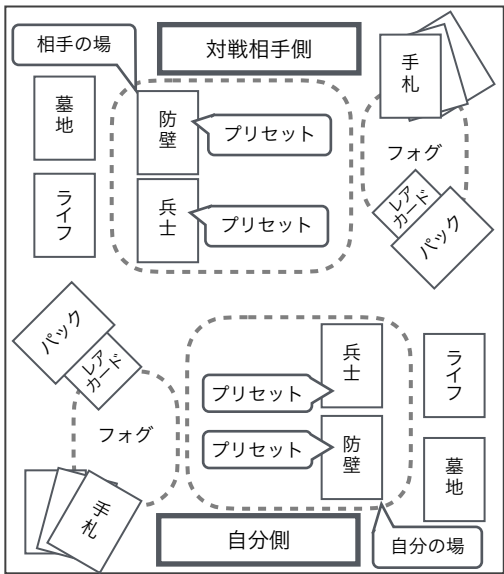 相手の場
対戦相手側
手札
墓地
防壁
プリセット
フォグ
ライフ
兵士
プリセット
レア
カード
パック
パック
レア
カード
兵士
ライフ
プリセット
フォグ
プリセット
防壁
墓地
手札
自分側
自分の場